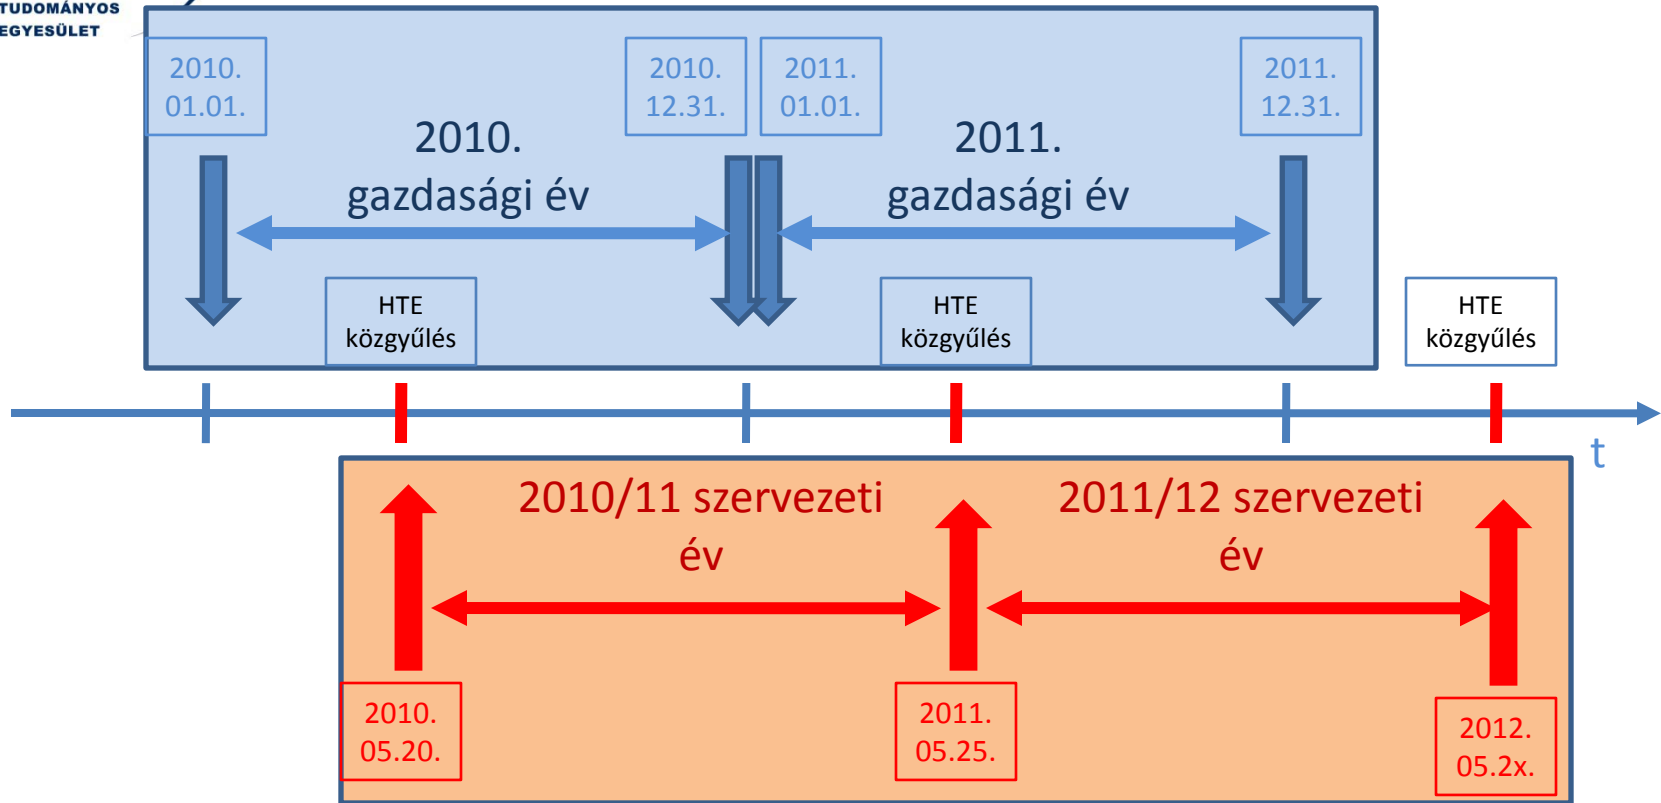 TUDOMÁNYOS
EGYESÜLET
2010.
01.01.
2010.
12.31.
2011.
01.01.
2011.
12.31.
2010.
gazdasági év
2011.
gazdasági év
HTE
közgyűlés
HTE
közgyűlés
HTE
közgyűlés
t
2010/11 szervezeti
év
2011/12 szervezeti
év
2010.
05.20.
2011.
05.25.
2012.
05.2x.